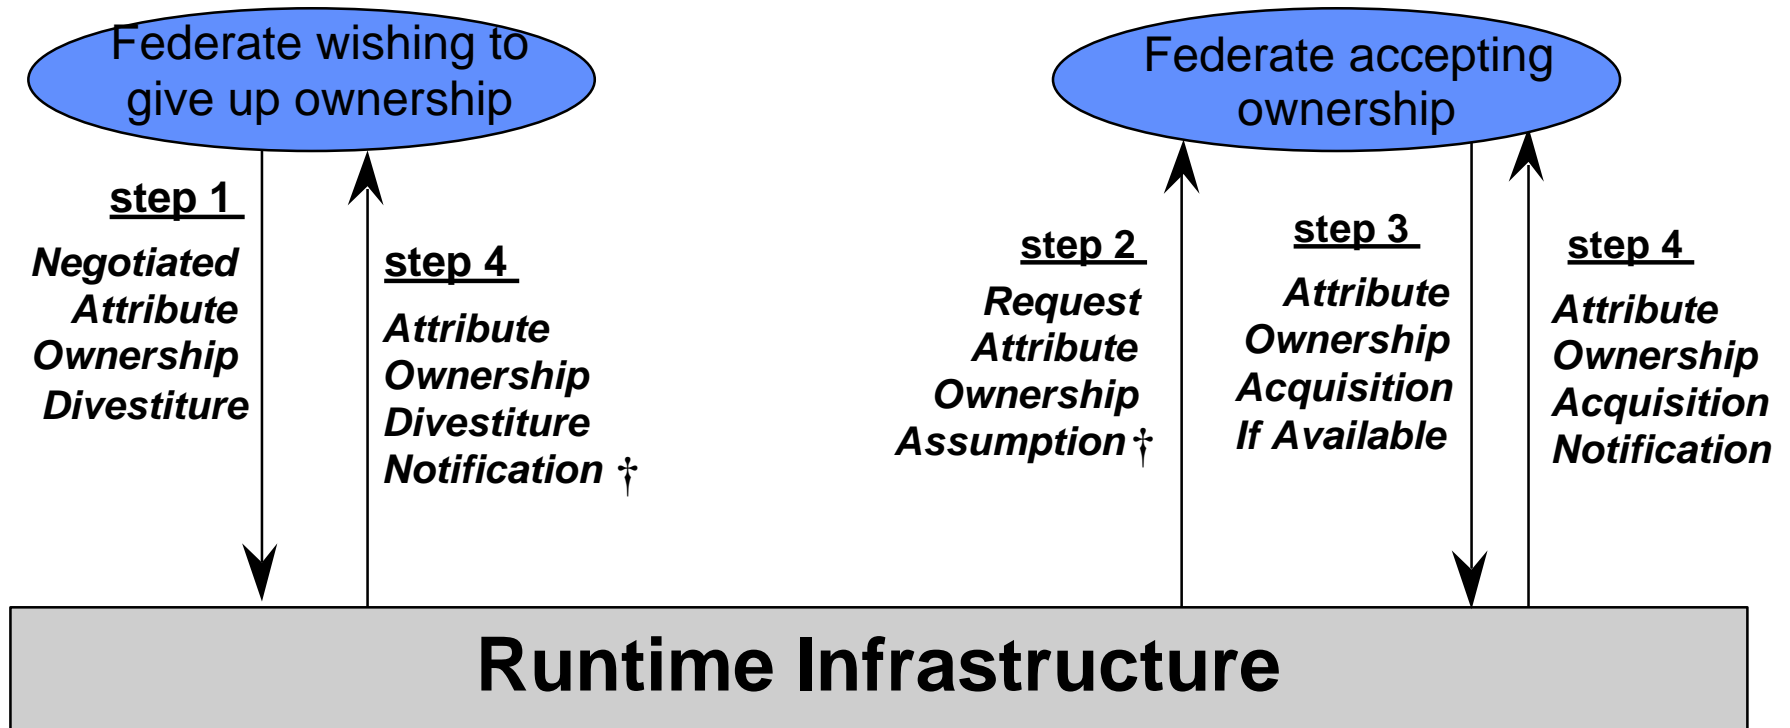 Federate wishing to
give up ownership
Federate accepting
ownership
step 1
Negotiated
Attribute
Ownership
Divestiture
step 4
Attribute
Ownership
Divestiture
Notification †
step 2
Request
Attribute
Ownership
Assumption †
step 3
Attribute
Ownership
Acquisition
If Available
step 4
Attribute
Ownership
Acquisition
Notification
Runtime Infrastructure